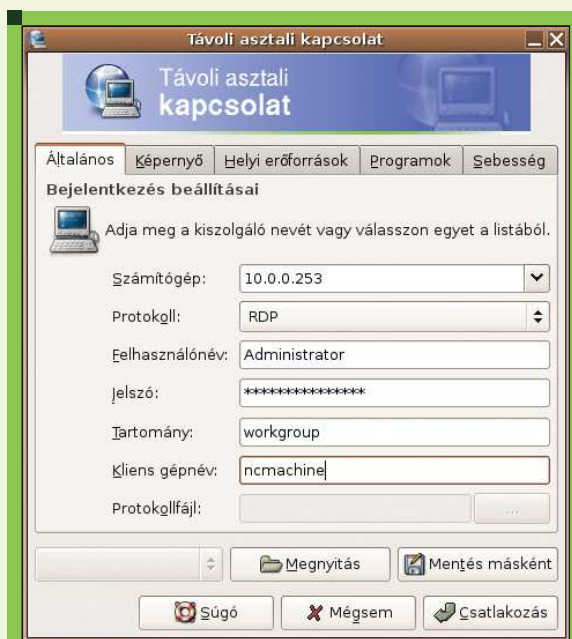 Távoli asztali kapcsolat
Távoli asztali
kapcsolat
Általános Képernyő Helyi erőforrások Programok Sebesség
Bejelentkezés beállításai
Adja meg a kiszolgáló nevét vagy válasszon egyet a listából.
Számítógép: 10.0.0.253
Protokoll: RDP
Felhasználónév: Administrator
Jelszó: ***************
Tartomány: workgroup
Kliens gépnév: ncmachine
Protokollfájl: ...
Megnyitás Mentés másként
Súgó Mégsem Csatlakozás